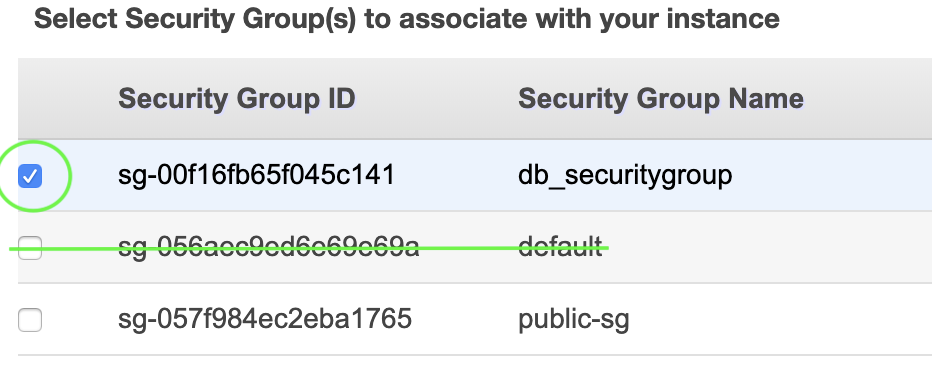 Select Security Group(s) to associate with your instance
Security Group ID Security Group Name
sg-00f16fb65f045c141 db_securitygroup
sg-056aec9ed6e69e69a default
sg-057f984ec2eba1765 public-sg